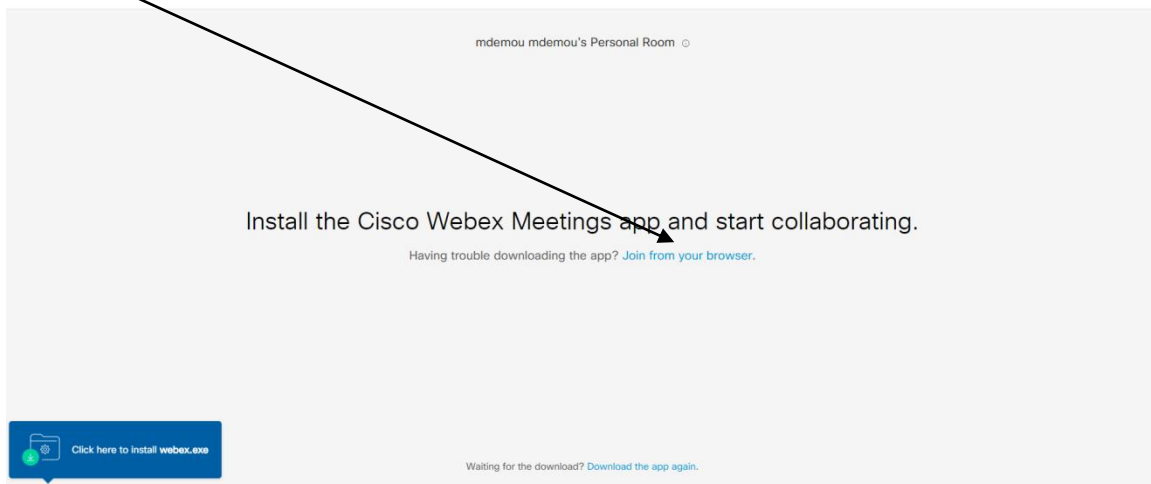 mdemou mdemou's Personal Room
Install the Cisco Webex Meetings app and start collaborating.
Having trouble downloading the app? Join from your browser.
Click here to install webex.exe
Waiting for the download? Download the app again.